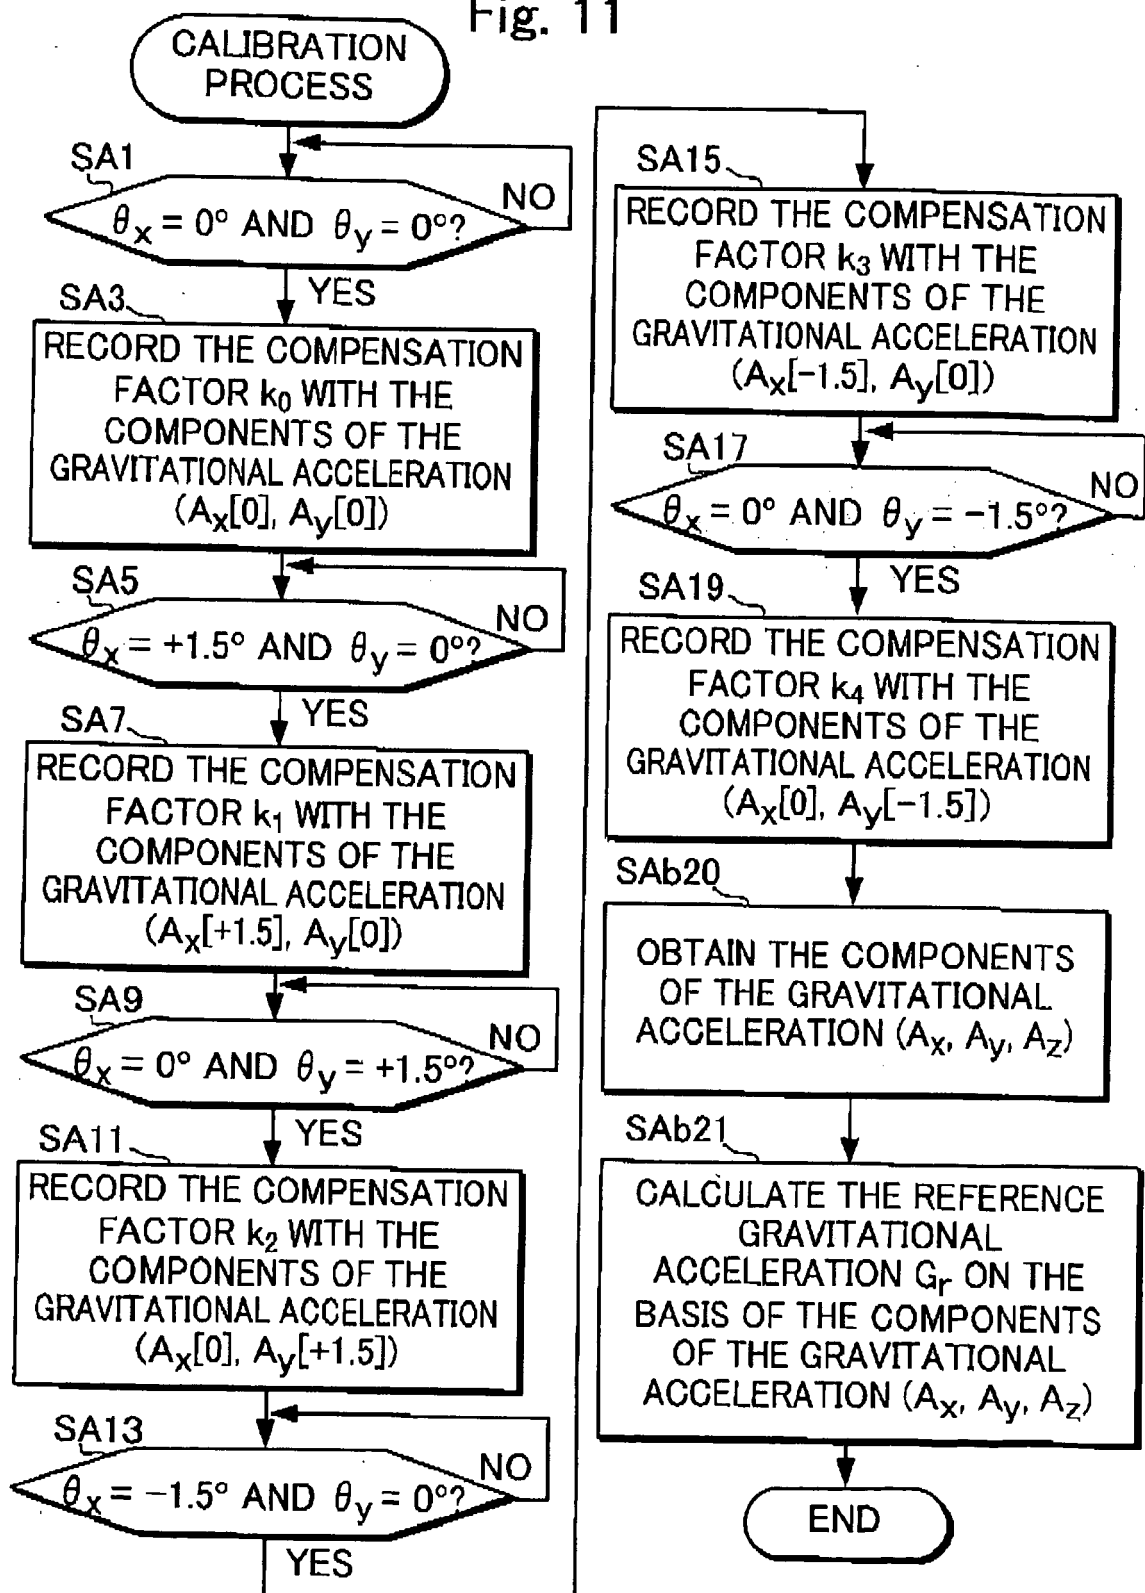 Fig. 11
CALIBRATION
PROCESS
SA1
θx = 0° AND θy = 0°?
NO
YES
SA3
RECORD THE COMPENSATION
FACTOR k0 WITH THE
COMPONENTS OF THE
GRAVITATIONAL ACCELERATION
(Ax[0], Ay[0])
SA5
θx = +1.5° AND θy = 0°?
NO
YES
SA7
RECORD THE COMPENSATION
FACTOR k1 WITH THE
COMPONENTS OF THE
GRAVITATIONAL ACCELERATION
(Ax[+1.5], Ay[0])
SA9
θx = 0° AND θy = +1.5°?
NO
YES
SA11
RECORD THE COMPENSATION
FACTOR k2 WITH THE
COMPONENTS OF THE
GRAVITATIONAL ACCELERATION
(Ax[0], Ay[+1.5])
SA13
θx = −1.5° AND θy = 0°?
NO
YES
SA15
RECORD THE COMPENSATION
FACTOR k3 WITH THE
COMPONENTS OF THE
GRAVITATIONAL ACCELERATION
(Ax[−1.5], Ay[0])
SA17
θx = 0° AND θy = −1.5°?
NO
YES
SA19
RECORD THE COMPENSATION
FACTOR k4 WITH THE
COMPONENTS OF THE
GRAVITATIONAL ACCELERATION
(Ax[0], Ay[−1.5])
SAb20
OBTAIN THE COMPONENTS
OF THE GRAVITATIONAL
ACCELERATION (Ax, Ay, Az)
SAb21
CALCULATE THE REFERENCE
GRAVITATIONAL
ACCELERATION Gr ON THE
BASIS OF THE COMPONENTS
OF THE GRAVITATIONAL
ACCELERATION (Ax, Ay, Az)
END